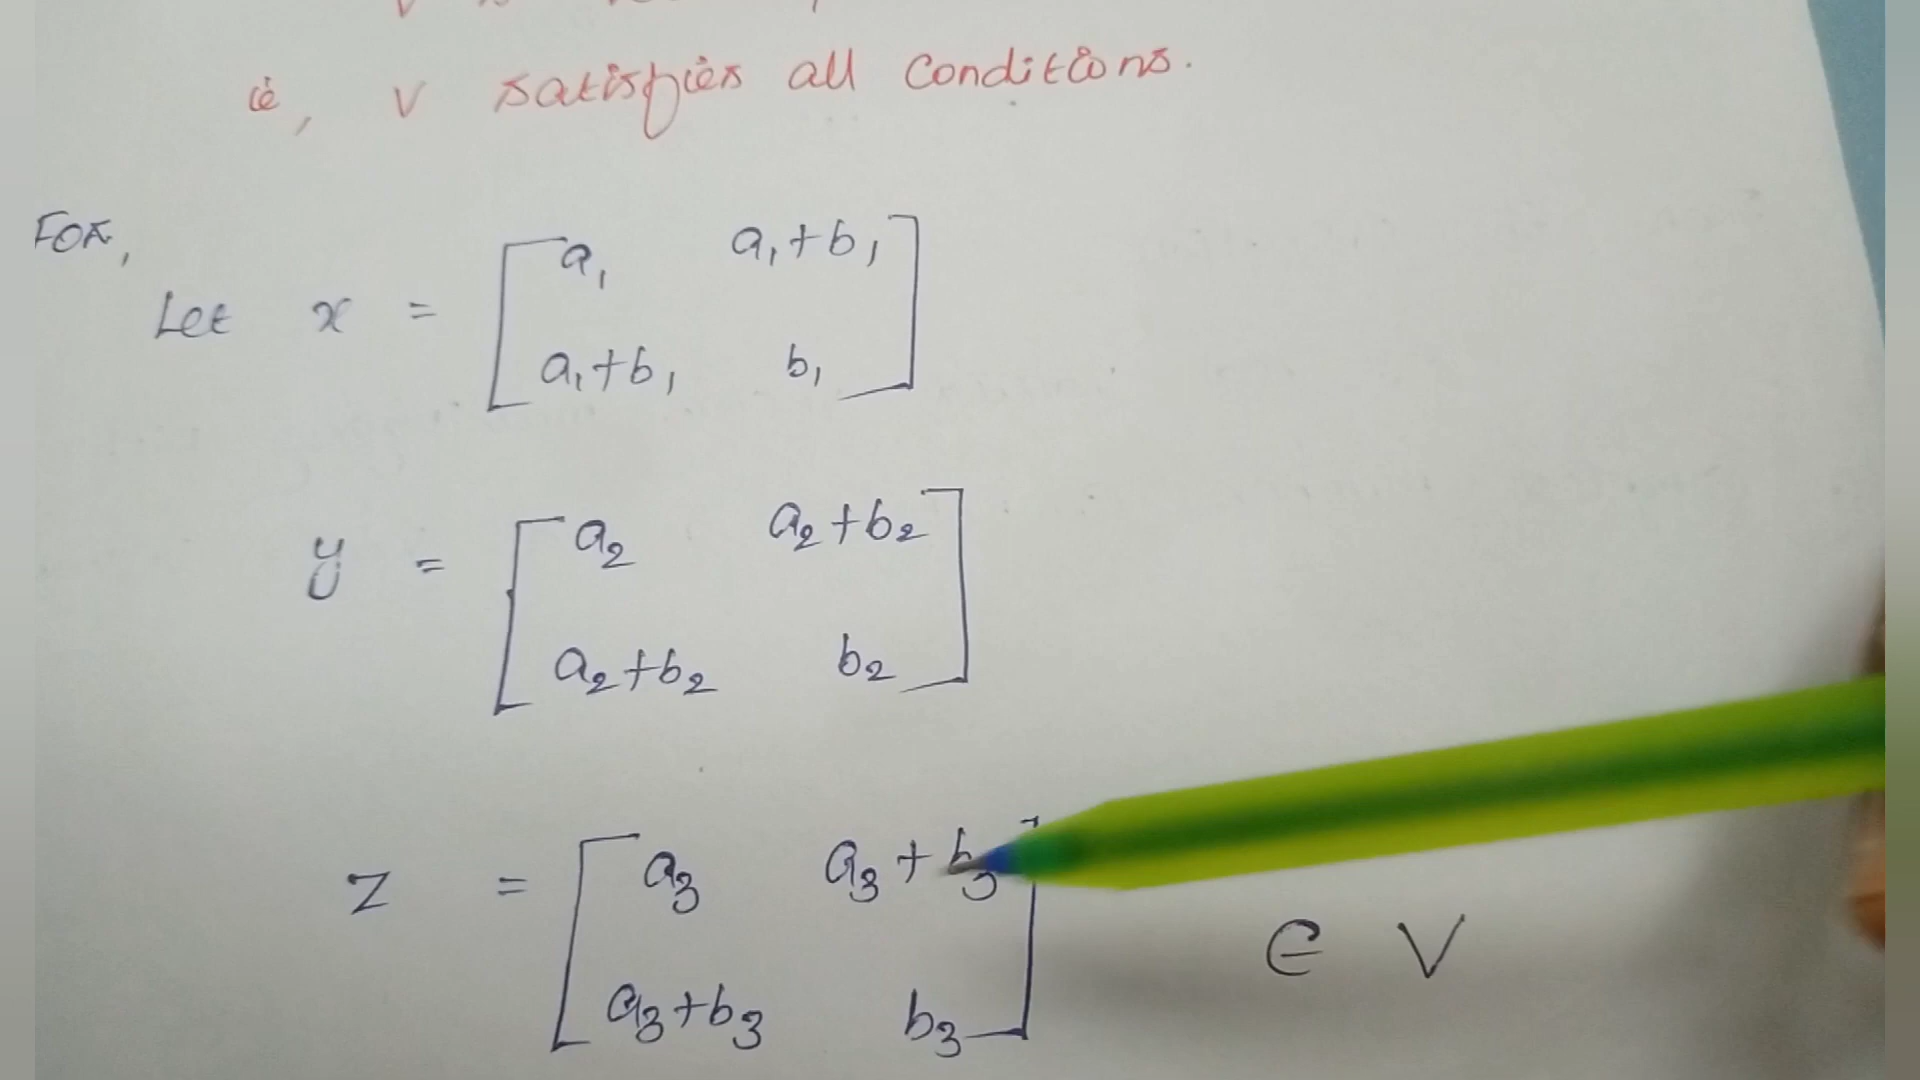 ie, V satisfies all conditions.
For,
Let x = [ a₁ a₁+b₁
a₁+b₁ b₁ ]
y = [ a₂ a₂+b₂
a₂+b₂ b₂ ]
z = [ a₃ a₃+b₃
a₃+b₃ b₃ ] ∈ V